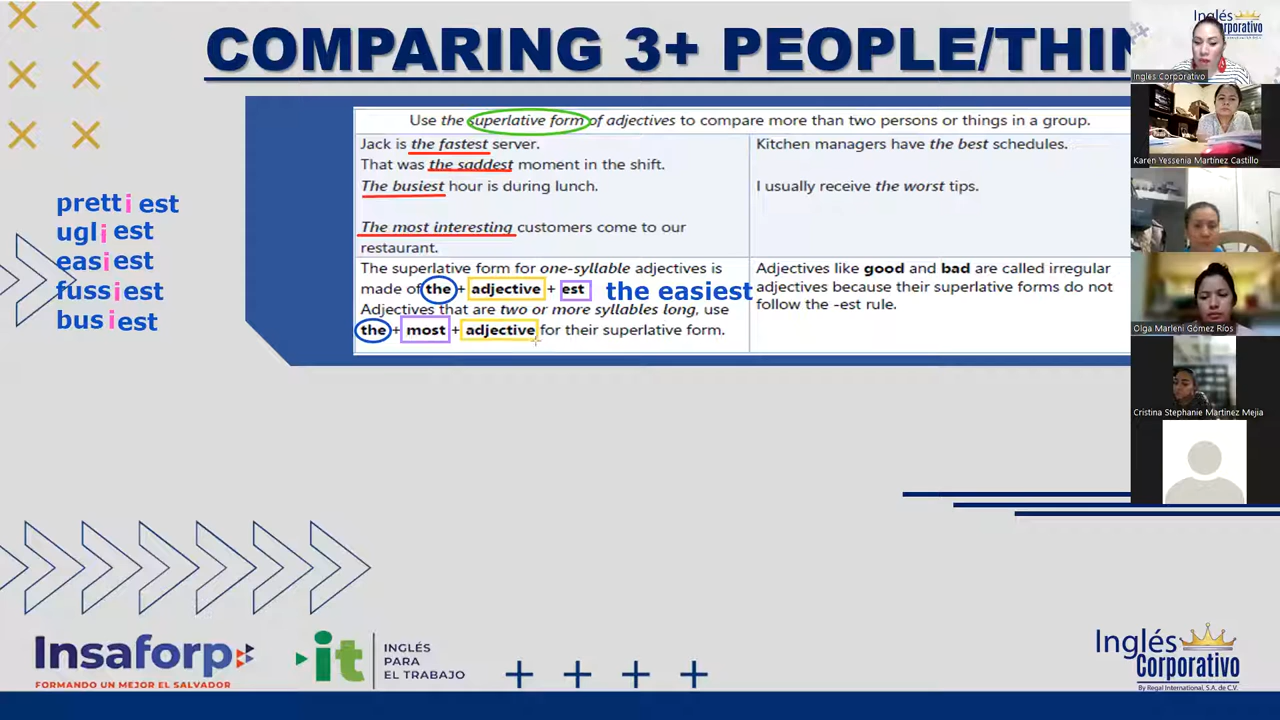 COMPARING 3+ PEOPLE/THIN
Use the superlative form of adjectives to compare more than two persons or things in a group.
Jack is the fastest server.
That was the saddest moment in the shift.
The busiest hour is during lunch.
The most interesting customers come to our
restaurant.
Kitchen managers have the best schedules.
I usually receive the worst tips.
The superlative form for one-syllable adjectives is
made of the + adjective + est
the easiest
Adjectives that are two or more syllables long, use
the + most + adjective for their superlative form.
Adjectives like good and bad are called irregular
adjectives because their superlative forms do not
follow the -est rule.
prettiest
ugliest
easiest
fussiest
busiest
Inglés
Corporativo
Ingles Corporativo
Karen Yessenia Martínez Castillo
Olga Marleni Gómez Ríos
Cristina Stephanie Martinez Mejia
Insaforp
FORMANDO UN MEJOR EL SALVADOR
it
INGLÉS
PARA
EL TRABAJO
Inglés
Corporativo
By Regal International, S.A. de C.V.